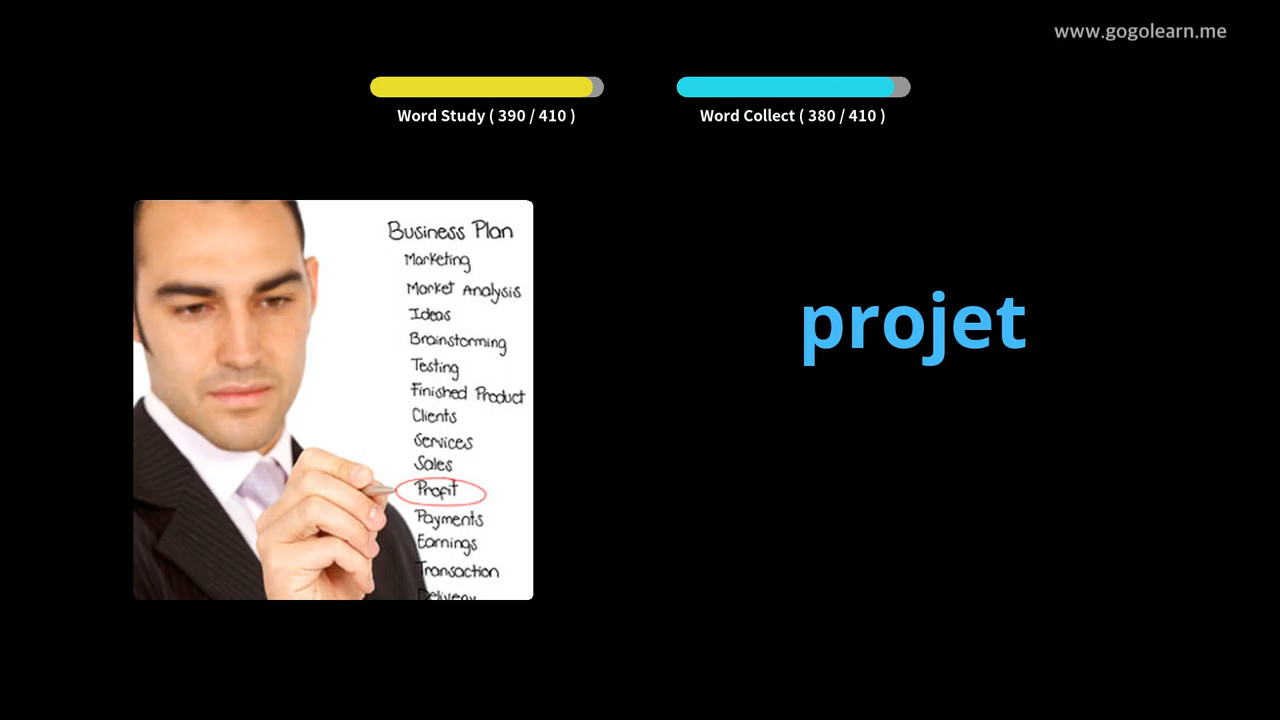 www.gogolearn.me
Word Study ( 390 / 410 )
Word Collect ( 380 / 410 )
Business Plan
Marketing
Market Analysis
Ideas
Brainstorming
Testing
Finished Product
Clients
Services
Sales
Profit
Payments
Earnings
Transaction
Delivery
projet